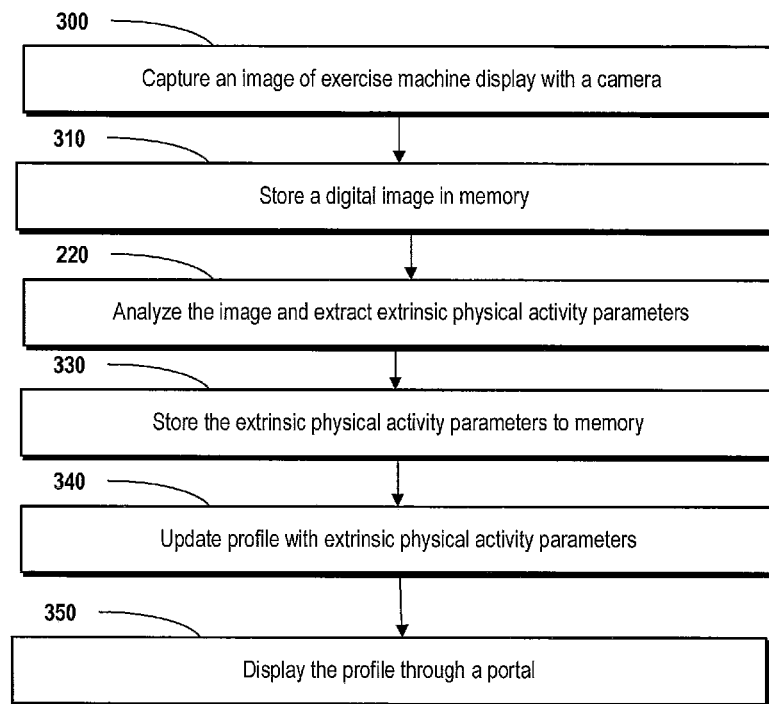 300
Capture an image of exercise machine display with a camera
310
Store a digital image in memory
220
Analyze the image and extract extrinsic physical activity parameters
330
Store the extrinsic physical activity parameters to memory
340
Update profile with extrinsic physical activity parameters
350
Display the profile through a portal